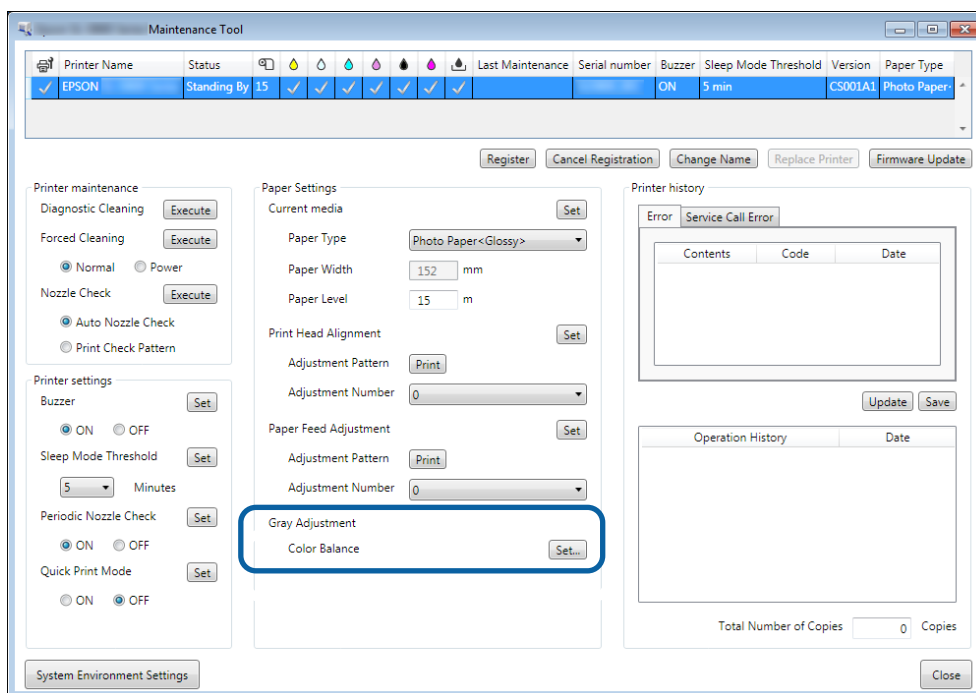 Maintenance Tool
Printer Name Status Last Maintenance Serial number Buzzer Sleep Mode Threshold Version Paper Type
EPSON Standing By 15 ON 5 min CS001A1 Photo Paper
Register Cancel Registration Change Name Replace Printer Firmware Update
Printer maintenance
Diagnostic Cleaning Execute
Forced Cleaning Execute
Normal Power
Nozzle Check Execute
Auto Nozzle Check
Print Check Pattern
Printer settings
Buzzer Set
ON OFF
Sleep Mode Threshold Set
5 Minutes
Periodic Nozzle Check Set
ON OFF
Quick Print Mode Set
ON OFF
Paper Settings
Current media Set
Paper Type Photo Paper<Glossy>
Paper Width 152 mm
Paper Level 15 m
Print Head Alignment Set
Adjustment Pattern Print
Adjustment Number 0
Paper Feed Adjustment Set
Adjustment Pattern Print
Adjustment Number 0
Gray Adjustment
Color Balance Set...
Printer history
Error Service Call Error
Contents Code Date
Update Save
Operation History Date
Total Number of Copies 0 Copies
System Environment Settings Close